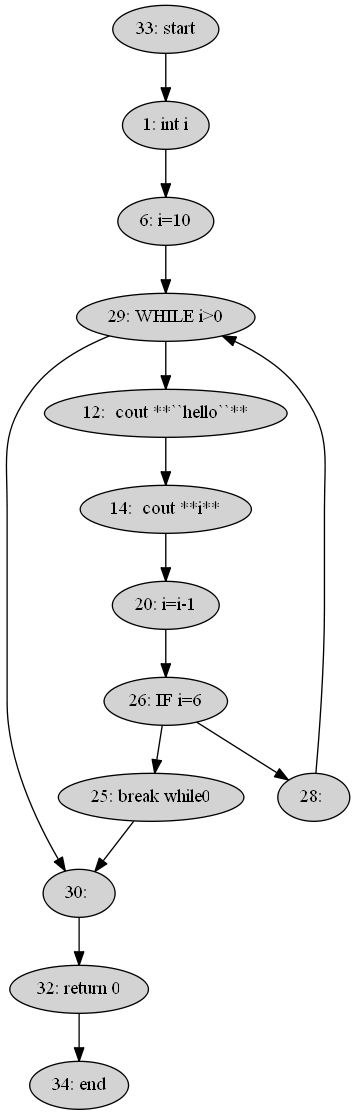 33: start
1: int i
6: i=10
29: WHILE i>0
12:  cout **``hello``**
14:  cout **i**
20: i=i-1
26: IF i=6
25: break while0
28:
30:
32: return 0
34: end